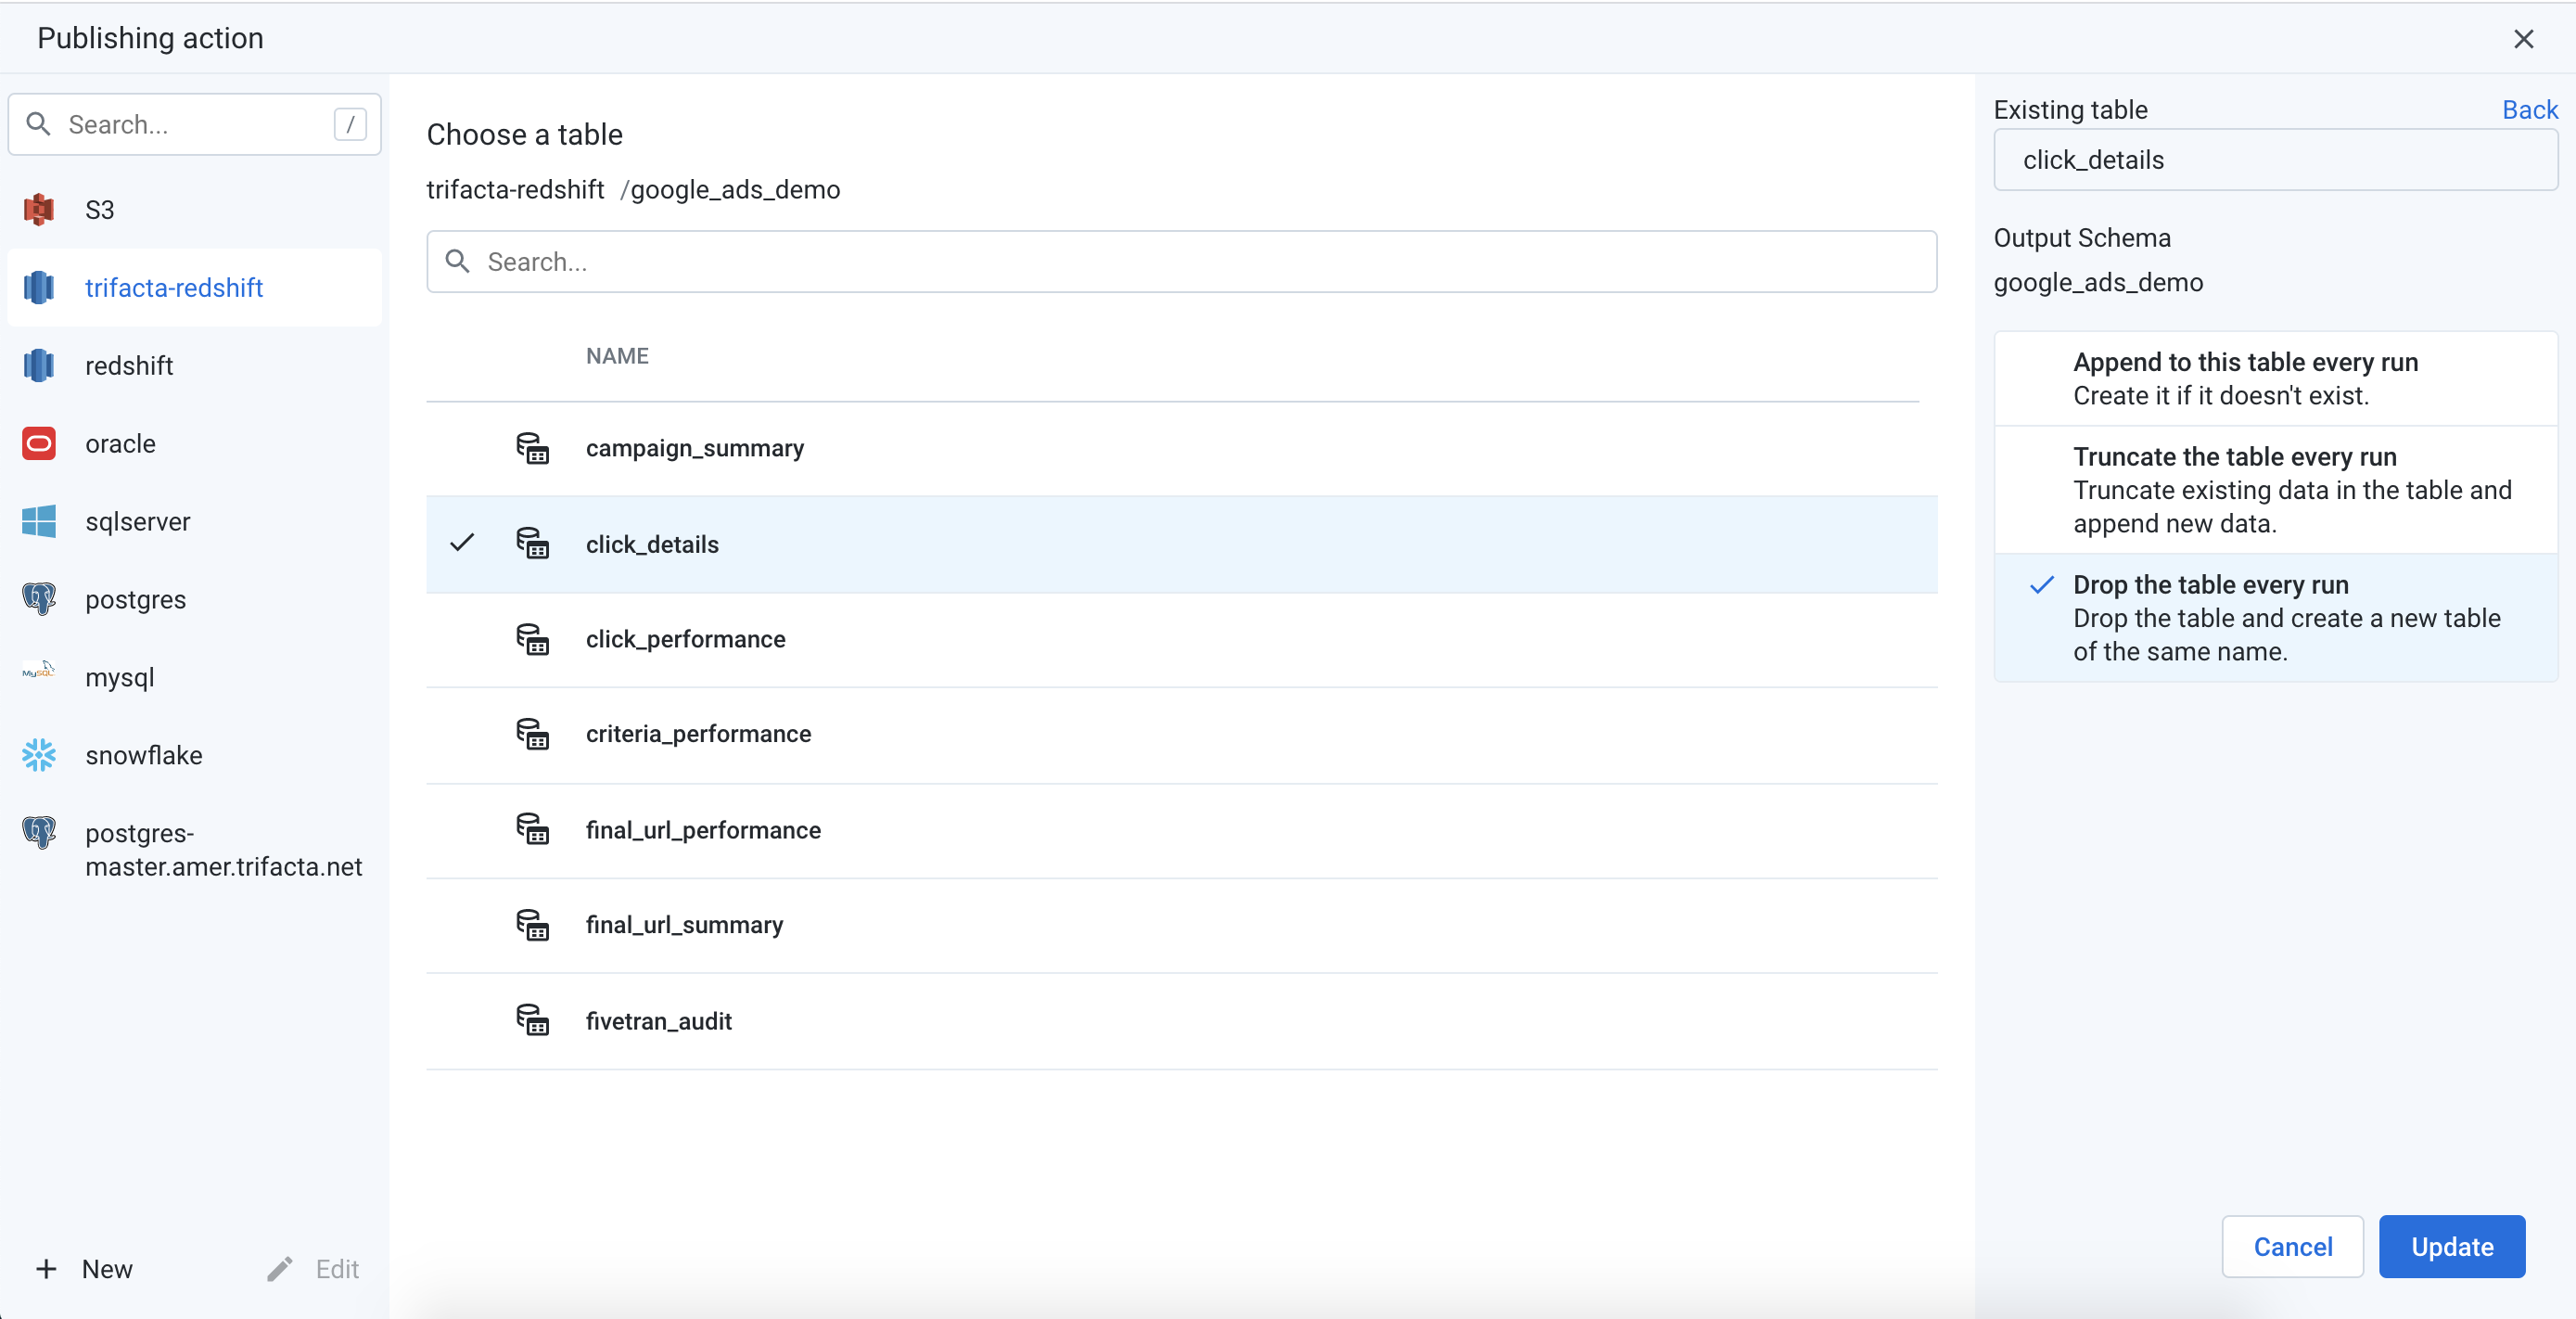 Publishing action
Search...
/
S3
trifacta-redshift
redshift
oracle
sqlserver
postgres
MySQL
mysql
snowflake
postgres-
master.amer.trifacta.net
New
Edit
Choose a table
trifacta-redshift /google_ads_demo
Search...
NAME
campaign_summary
click_details
click_performance
criteria_performance
final_url_performance
final_url_summary
fivetran_audit
Existing table
Back
click_details
Output Schema
google_ads_demo
Append to this table every run
Create it if it doesn't exist.
Truncate the table every run
Truncate existing data in the table and
append new data.
Drop the table every run
Drop the table and create a new table
of the same name.
Cancel
Update